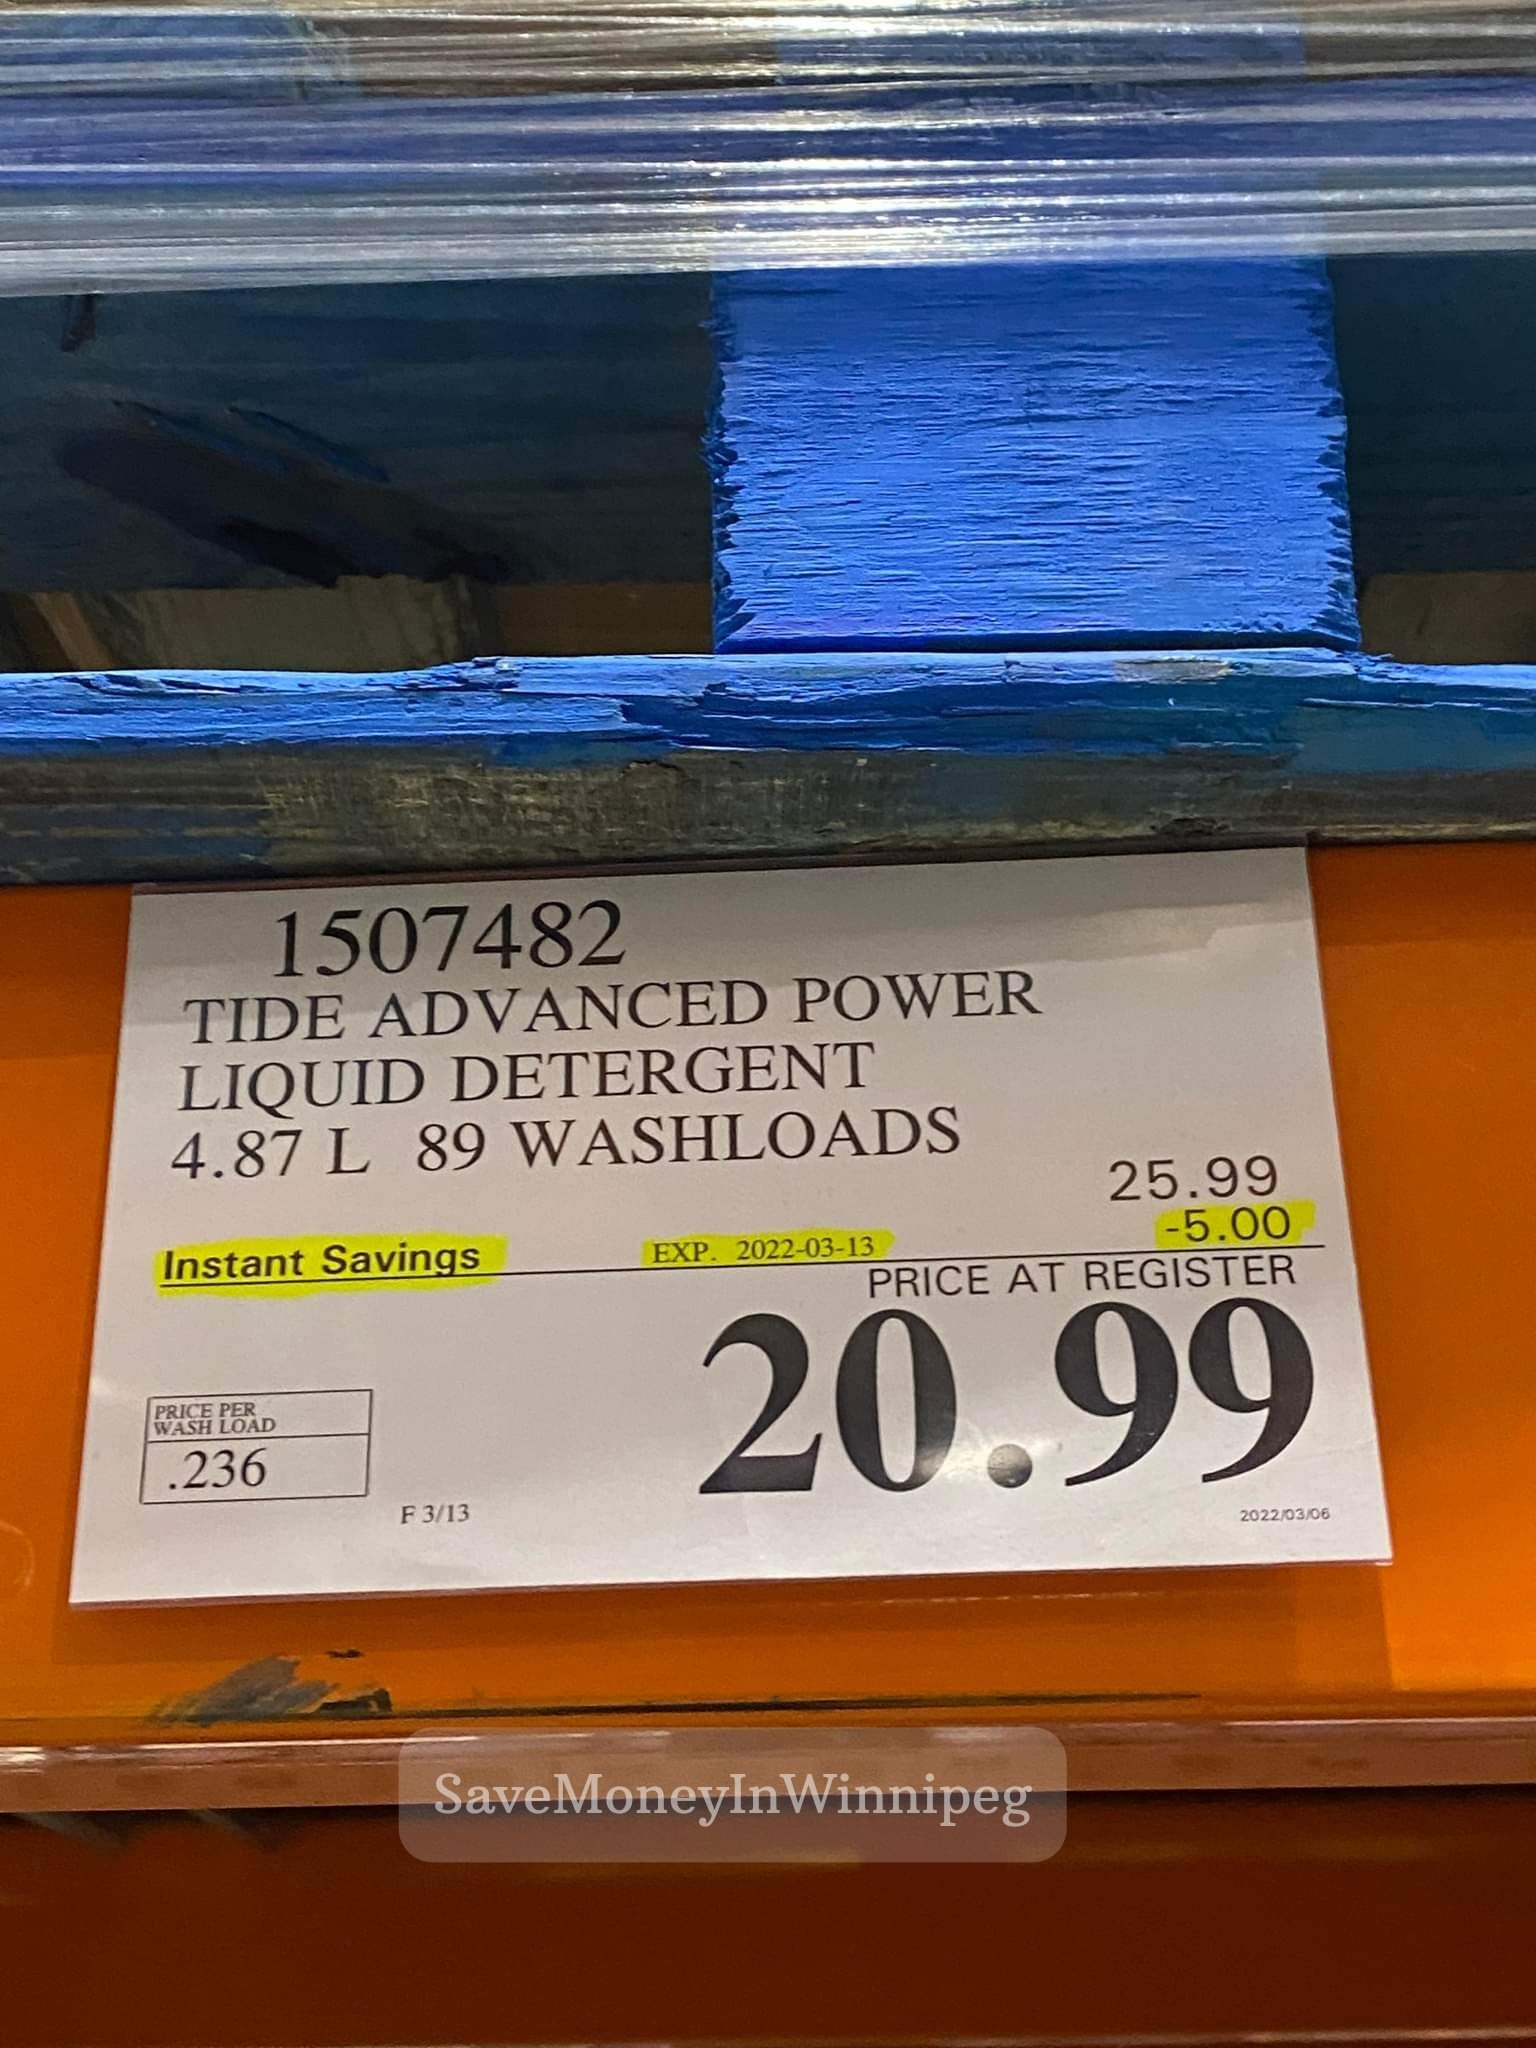 1507482
TIDE ADVANCED POWER
LIQUID DETERGENT
4.87 L 89 WASHLOADS
25.99
Instant Savings EXP. 2022-03-13 -5.00
PRICE AT REGISTER
20.99
PRICE PER
WASH LOAD
.236
F 3/13
2022/03/06
SaveMoneyInWinnipeg